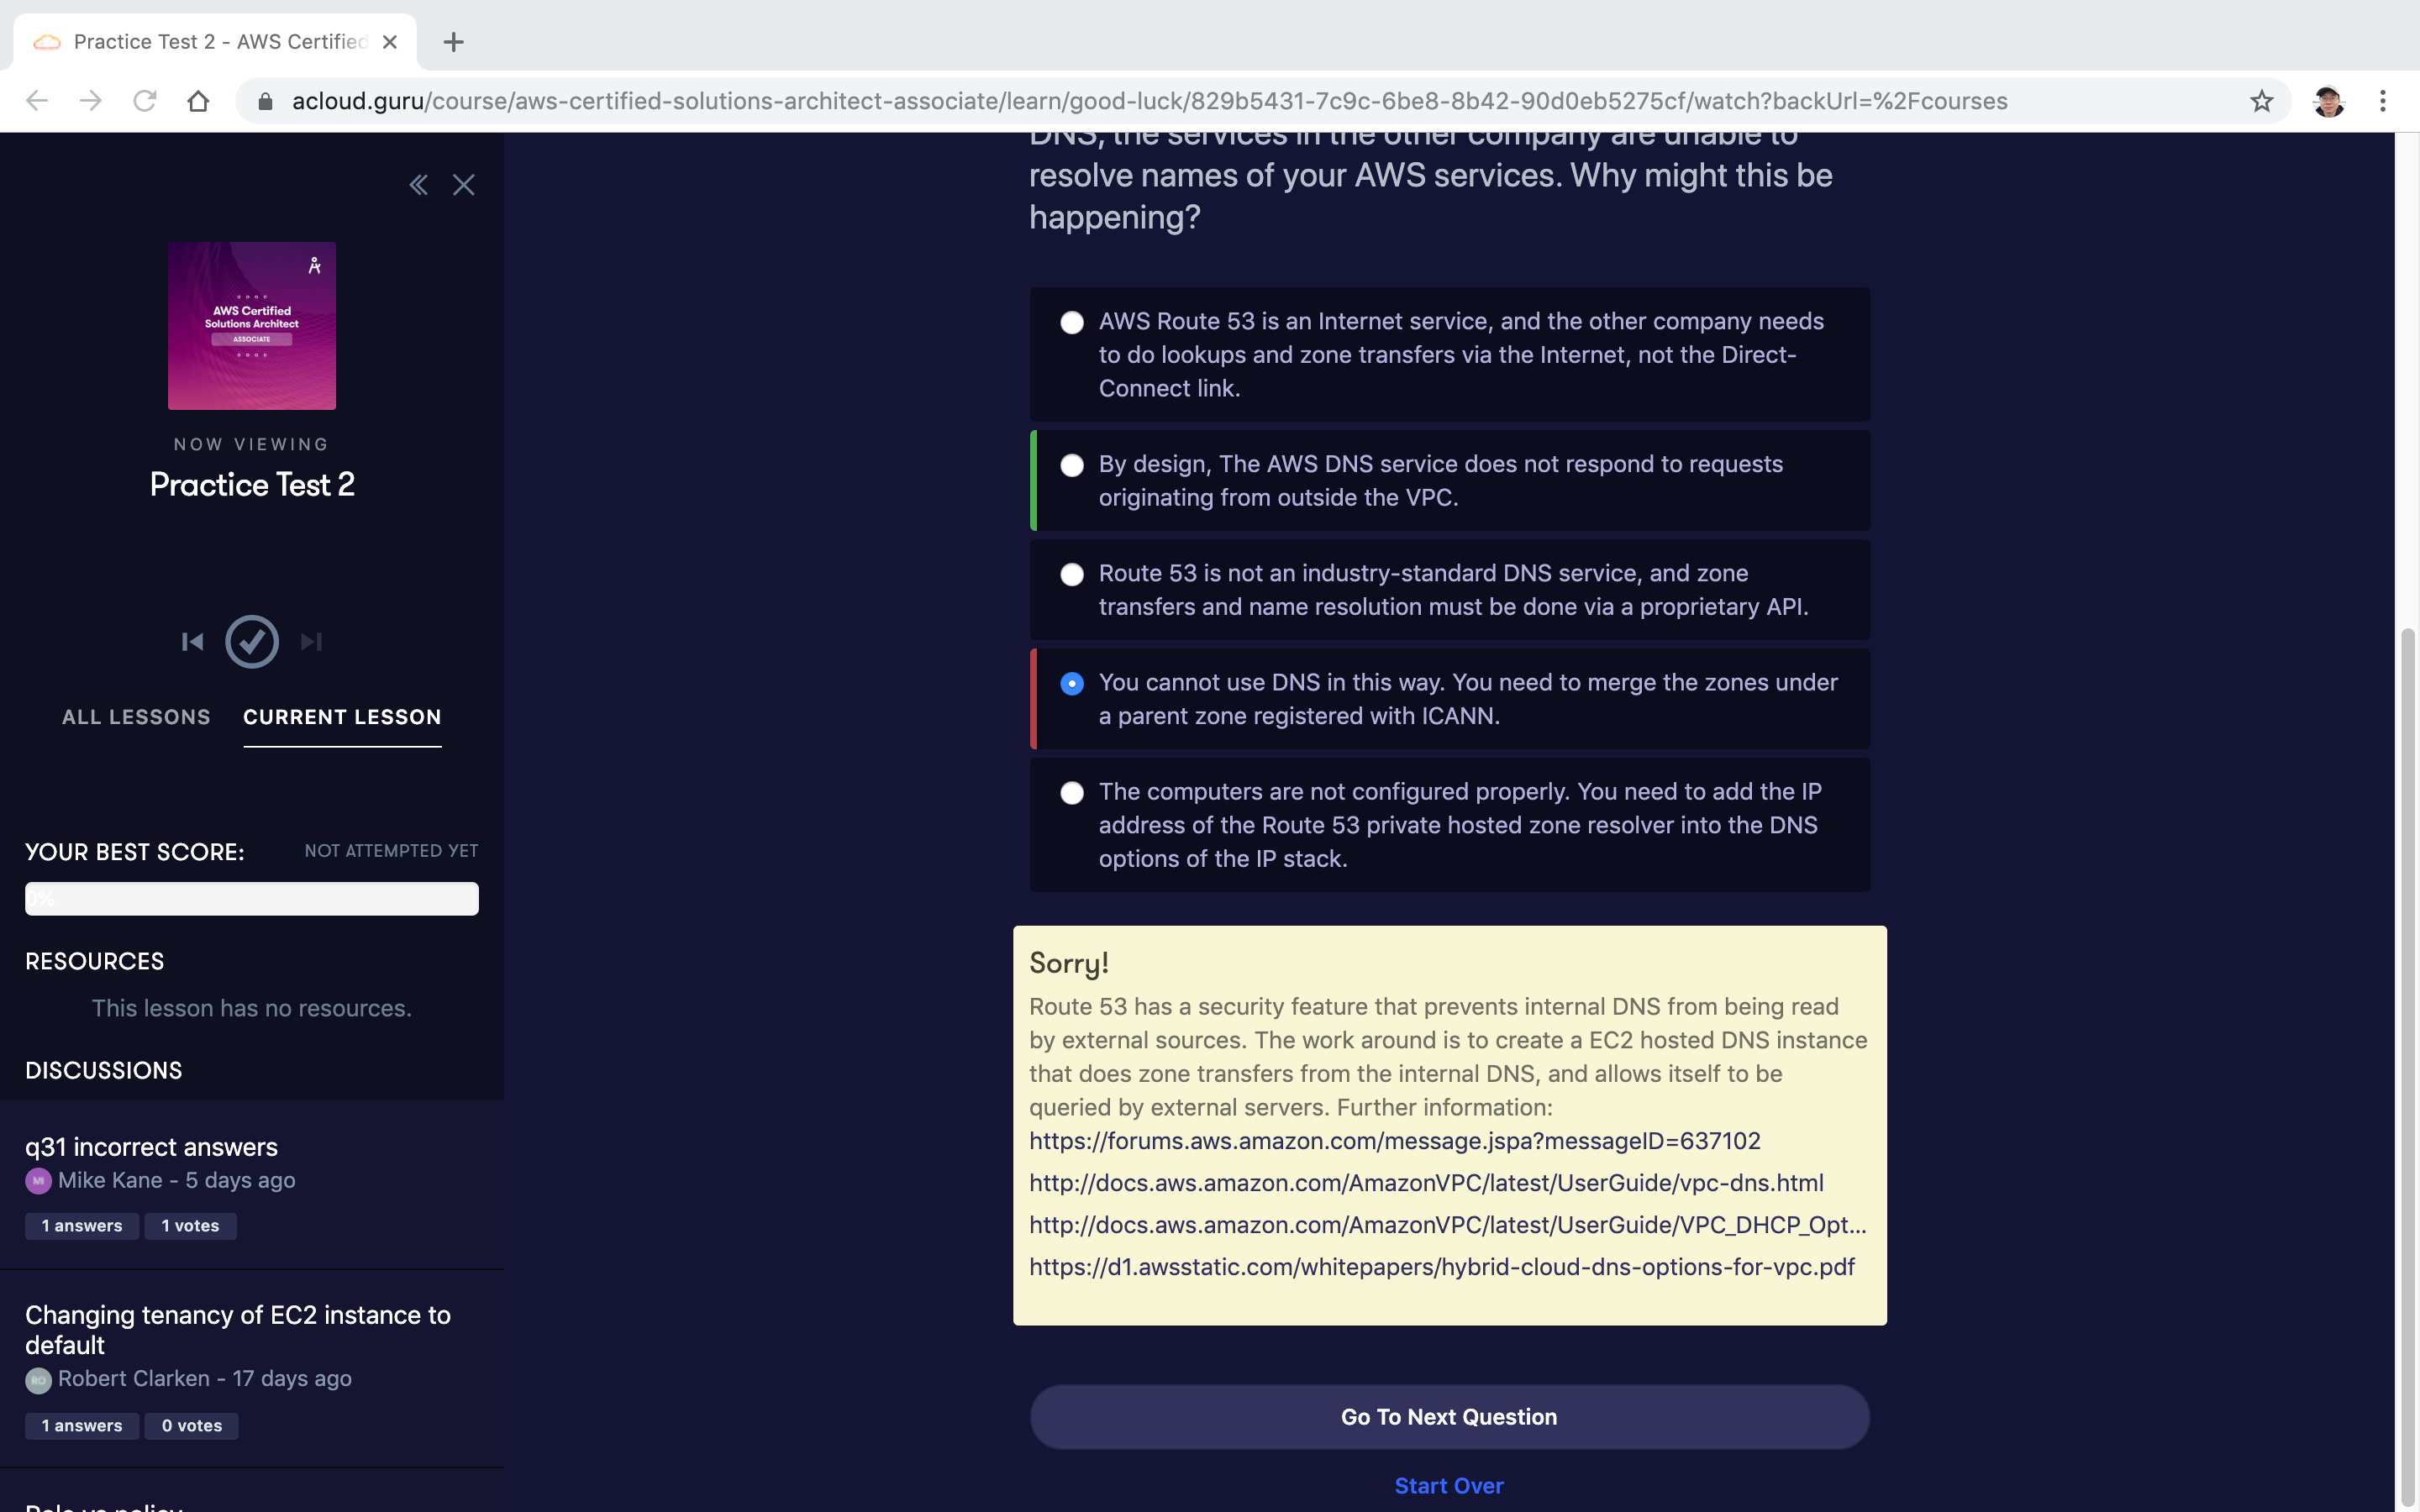 Practice Test 2 - AWS Certified
acloud.guru/course/aws-certified-solutions-architect-associate/learn/good-luck/829b5431-7c9c-6be8-8b42-90d0eb5275cf/watch?backUrl=%2Fcourses
AWS Certified
Solutions Architect
ASSOCIATE
NOW VIEWING
Practice Test 2
ALL LESSONS
CURRENT LESSON
YOUR BEST SCORE:
NOT ATTEMPTED YET
0%
RESOURCES
This lesson has no resources.
DISCUSSIONS
q31 incorrect answers
MI
Mike Kane - 5 days ago
1 answers
1 votes
Changing tenancy of EC2 instance to
default
RO
Robert Clarken - 17 days ago
1 answers
0 votes
Role vs policy
DNS, the services in the other company are unable to
resolve names of your AWS services. Why might this be
happening?
AWS Route 53 is an Internet service, and the other company needs
to do lookups and zone transfers via the Internet, not the Direct-
Connect link.
By design, The AWS DNS service does not respond to requests
originating from outside the VPC.
Route 53 is not an industry-standard DNS service, and zone
transfers and name resolution must be done via a proprietary API.
You cannot use DNS in this way. You need to merge the zones under
a parent zone registered with ICANN.
The computers are not configured properly. You need to add the IP
address of the Route 53 private hosted zone resolver into the DNS
options of the IP stack.
Sorry!
Route 53 has a security feature that prevents internal DNS from being read
by external sources. The work around is to create a EC2 hosted DNS instance
that does zone transfers from the internal DNS, and allows itself to be
queried by external servers. Further information:
https://forums.aws.amazon.com/message.jspa?messageID=637102
http://docs.aws.amazon.com/AmazonVPC/latest/UserGuide/vpc-dns.html
http://docs.aws.amazon.com/AmazonVPC/latest/UserGuide/VPC_DHCP_Opt...
https://d1.awsstatic.com/whitepapers/hybrid-cloud-dns-options-for-vpc.pdf
Go To Next Question
Start Over